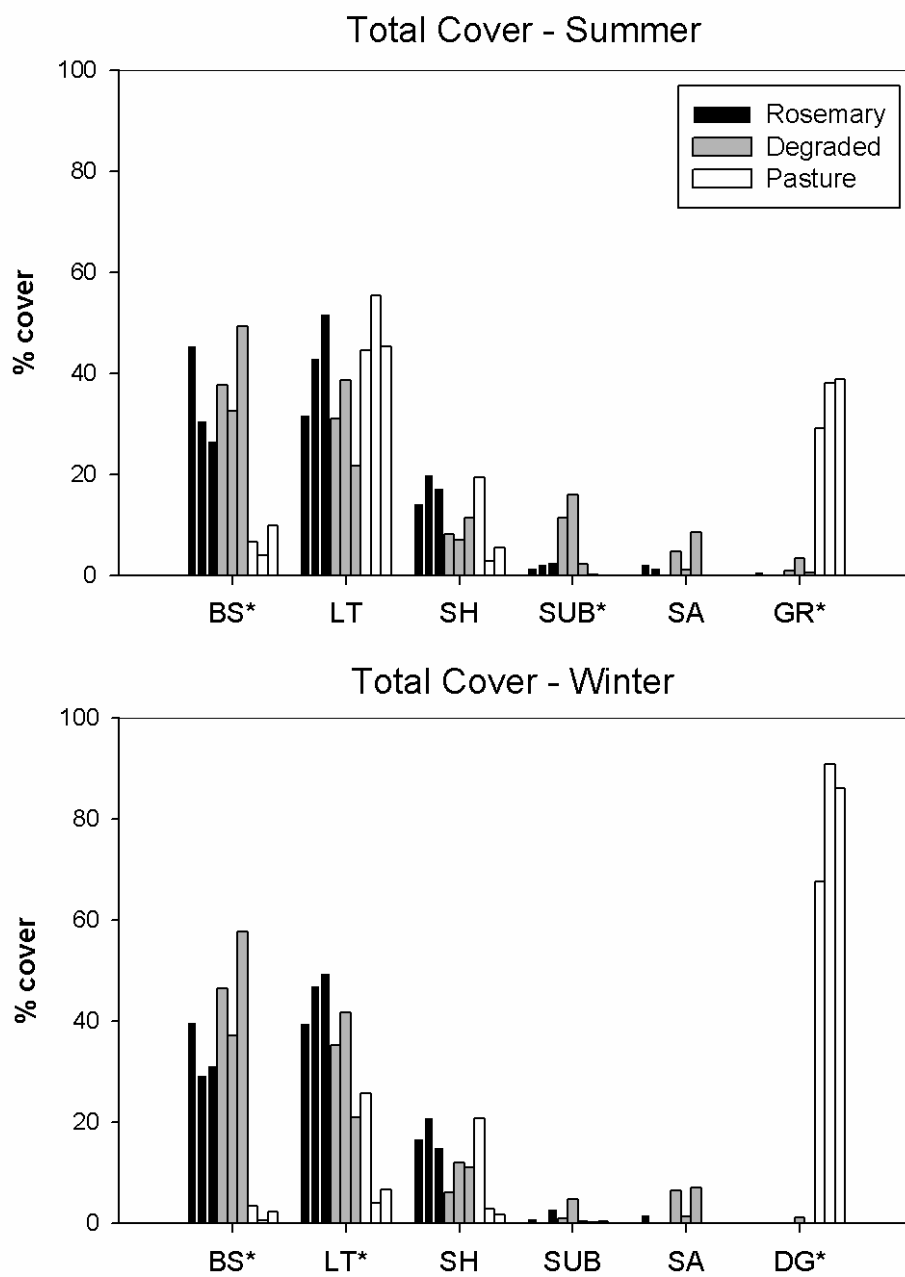 Total Cover - Summer
100
80
60
40
20
0
% cover
Rosemary
Degraded
Pasture
BS* LT SH SUB* SA GR*
Total Cover - Winter
100
80
60
40
20
0
% cover
BS* LT* SH SUB SA DG*